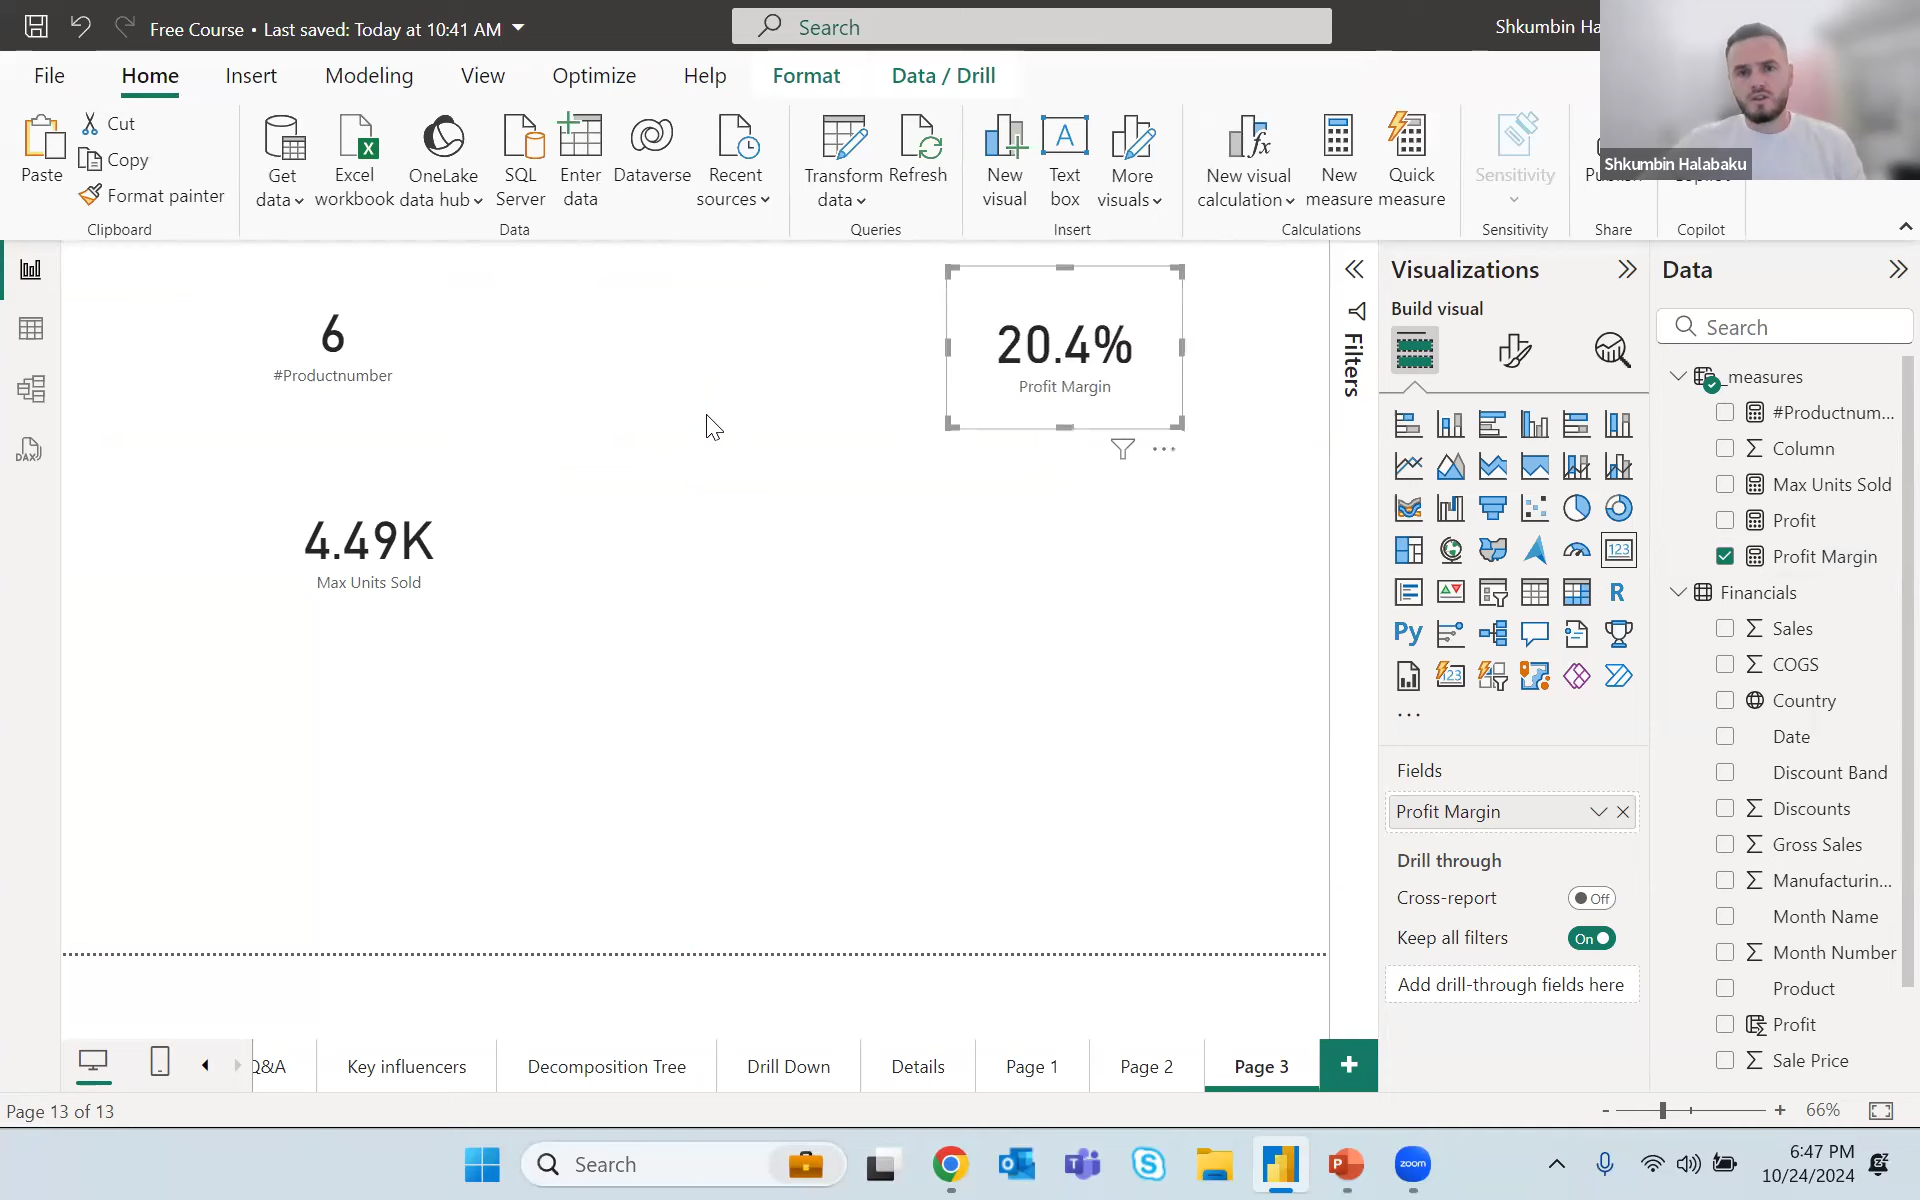 Free Course • Last saved: Today at 10:41 AM
Search
Shkumbin Ha
Shkumbin Halabaku
File
Home
Insert
Modeling
View
Optimize
Help
Format
Data / Drill
Paste
Cut
Copy
Format painter
Clipboard
Get data
Excel workbook
OneLake data hub
SQL Server
Enter data
Dataverse
Recent sources
Data
Transform data
Refresh
Queries
New visual
Text box
More visuals
Insert
New visual calculation
New measure
Quick measure
Calculations
Sensitivity
Sensitivity
Share
Copilot
6
#Productnumber
20.4%
Profit Margin
4.49K
Max Units Sold
Filters
Visualizations
Build visual
123
R
Py
123
Fields
Profit Margin
Drill through
Cross-report
Off
Keep all filters
On
Add drill-through fields here
Data
Search
_measures
#Productnum...
Column
Max Units Sold
Profit
Profit Margin
Financials
Sales
COGS
Country
Date
Discount Band
Discounts
Gross Sales
Manufacturin...
Month Name
Month Number
Product
Profit
Sale Price
DAX
Q&A
Key influencers
Decomposition Tree
Drill Down
Details
Page 1
Page 2
Page 3
Page 13 of 13
- + 66%
Search
zoom
6:47 PM
10/24/2024